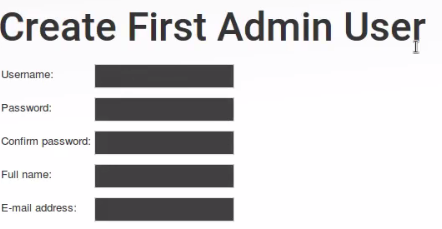 Create First Admin User
Username:
Password:
Confirm password:
Full name:
E-mail address: